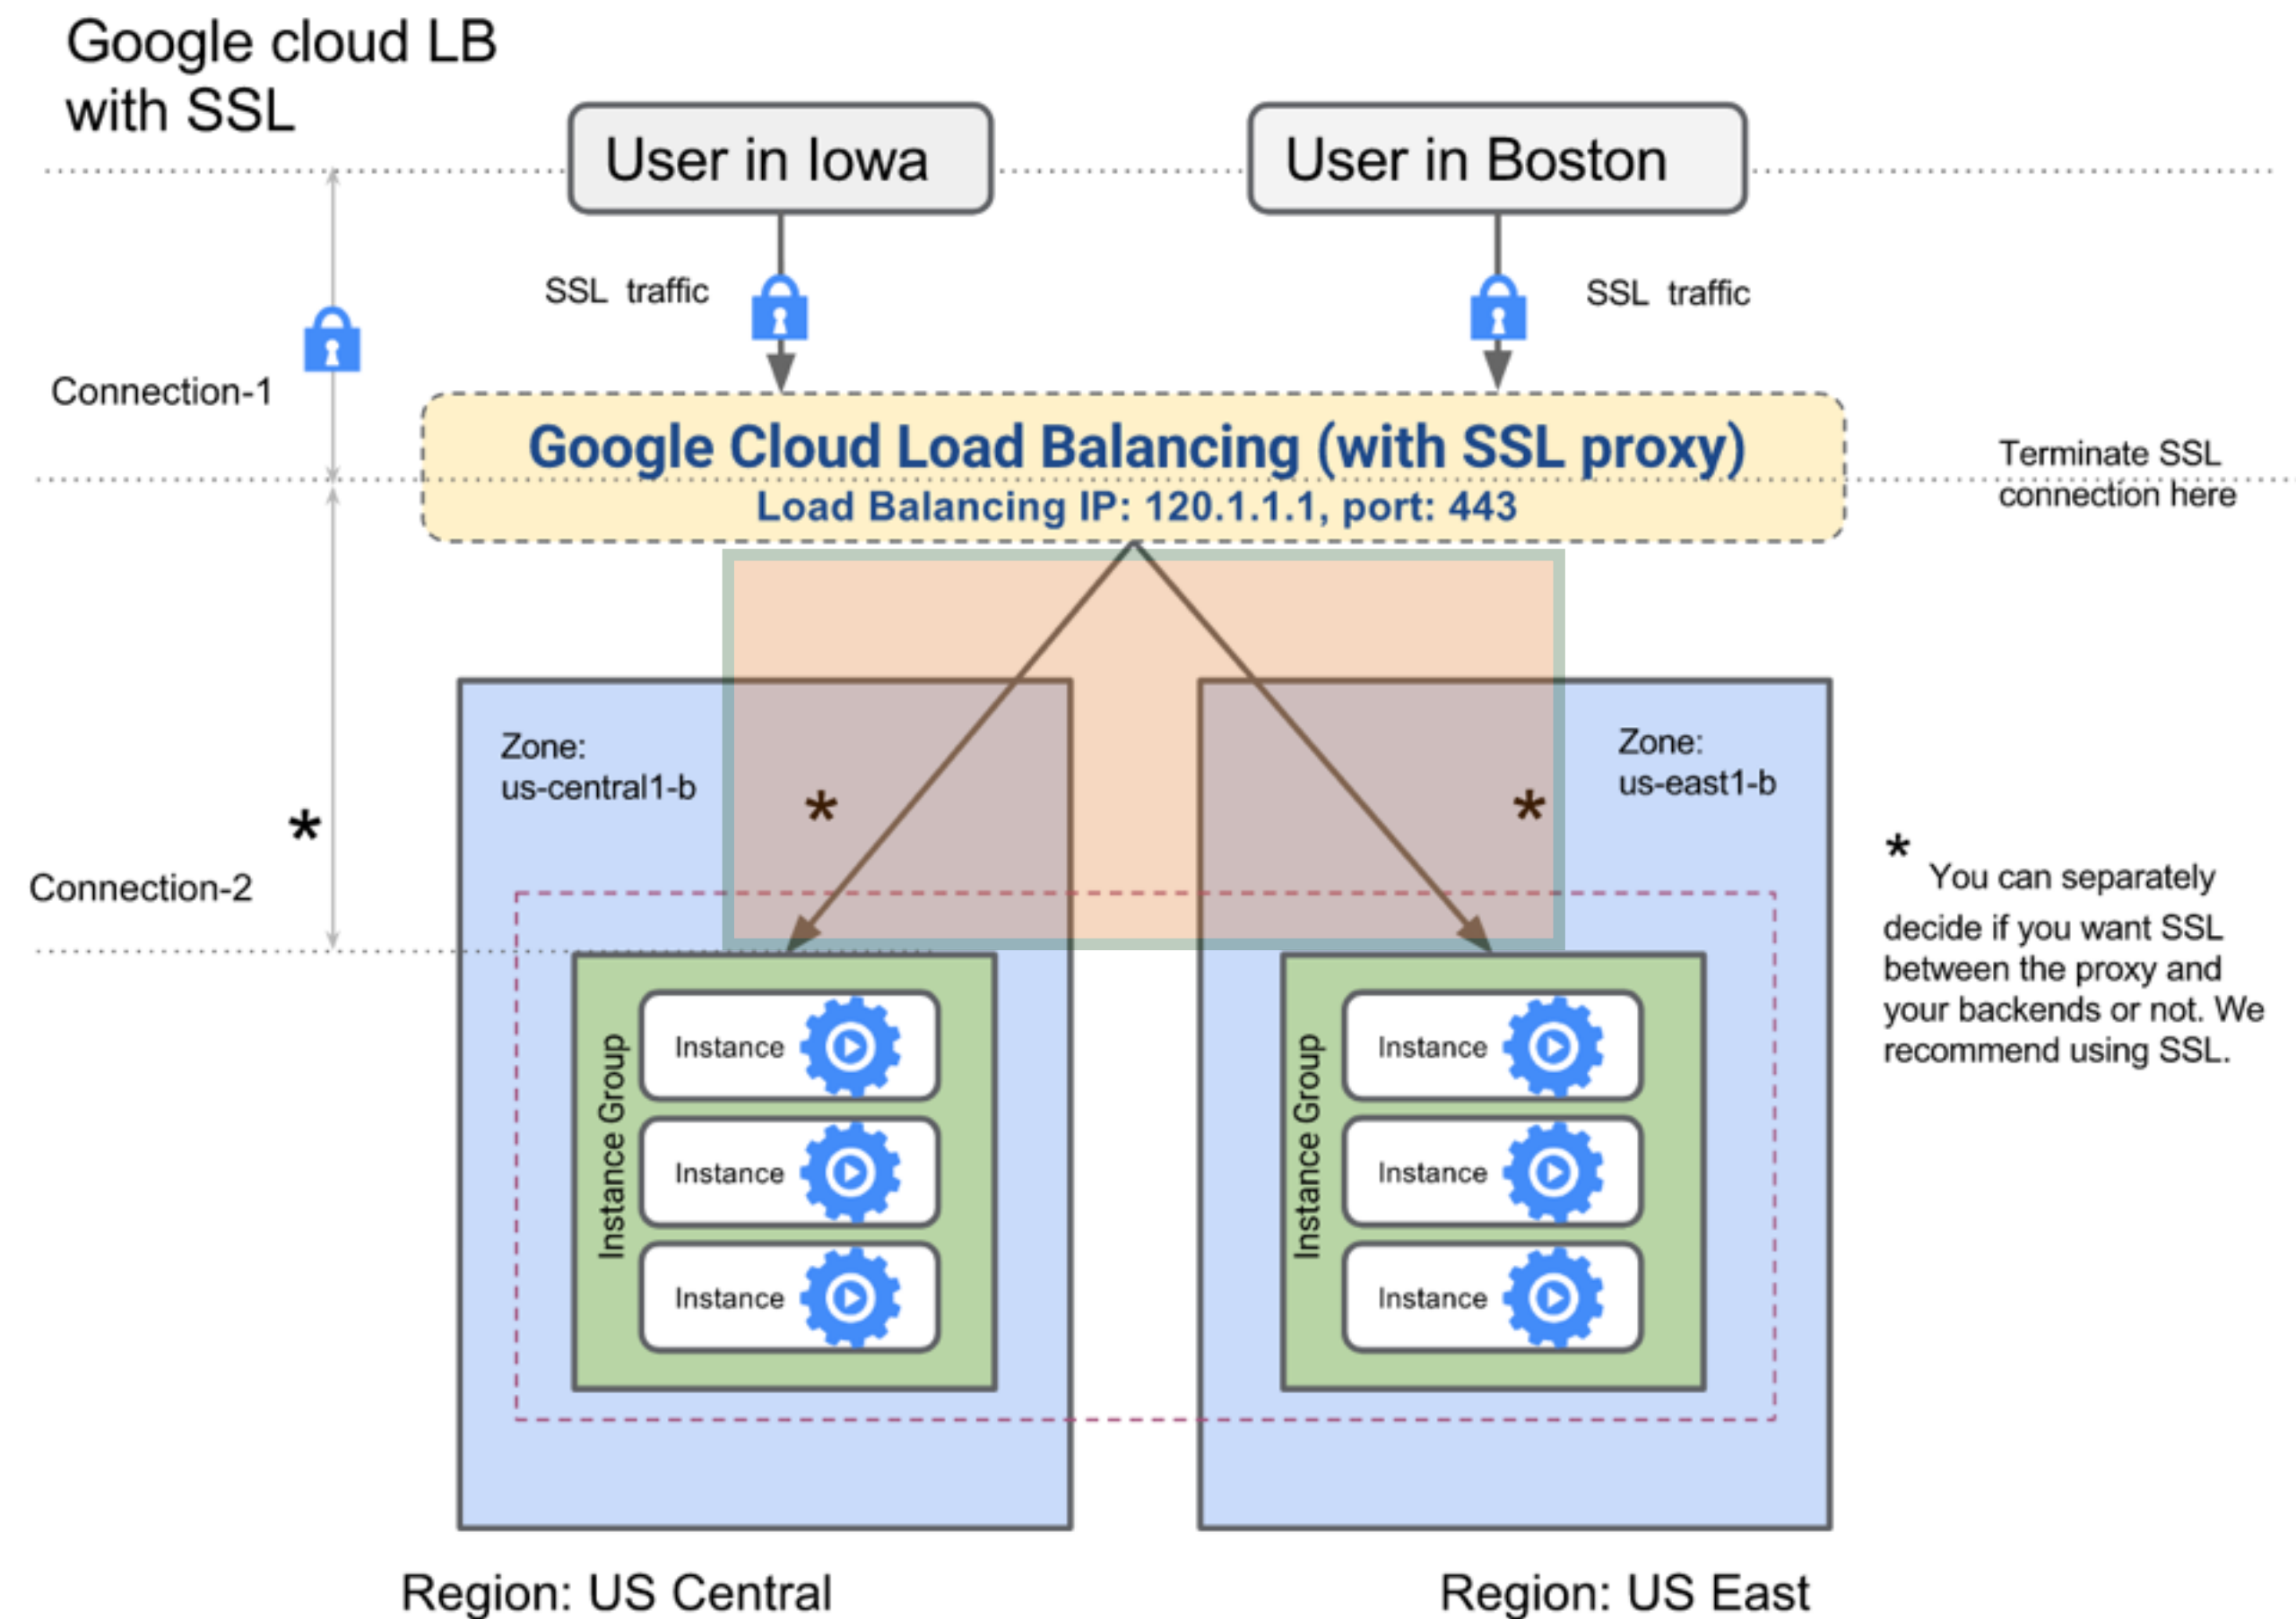 Google cloud LB
with SSL
User in Iowa
User in Boston
SSL traffic
SSL traffic
Connection-1
Google Cloud Load Balancing (with SSL proxy)
Load Balancing IP: 120.1.1.1, port: 443
Terminate SSL
connection here
Zone:
us-central1-b
Zone:
us-east1-b
*
*
*
Connection-2
* You can separately
decide if you want SSL
between the proxy and
your backends or not. We
recommend using SSL.
Instance Group
Instance
Instance
Instance
Instance Group
Instance
Instance
Instance
Region: US Central
Region: US East